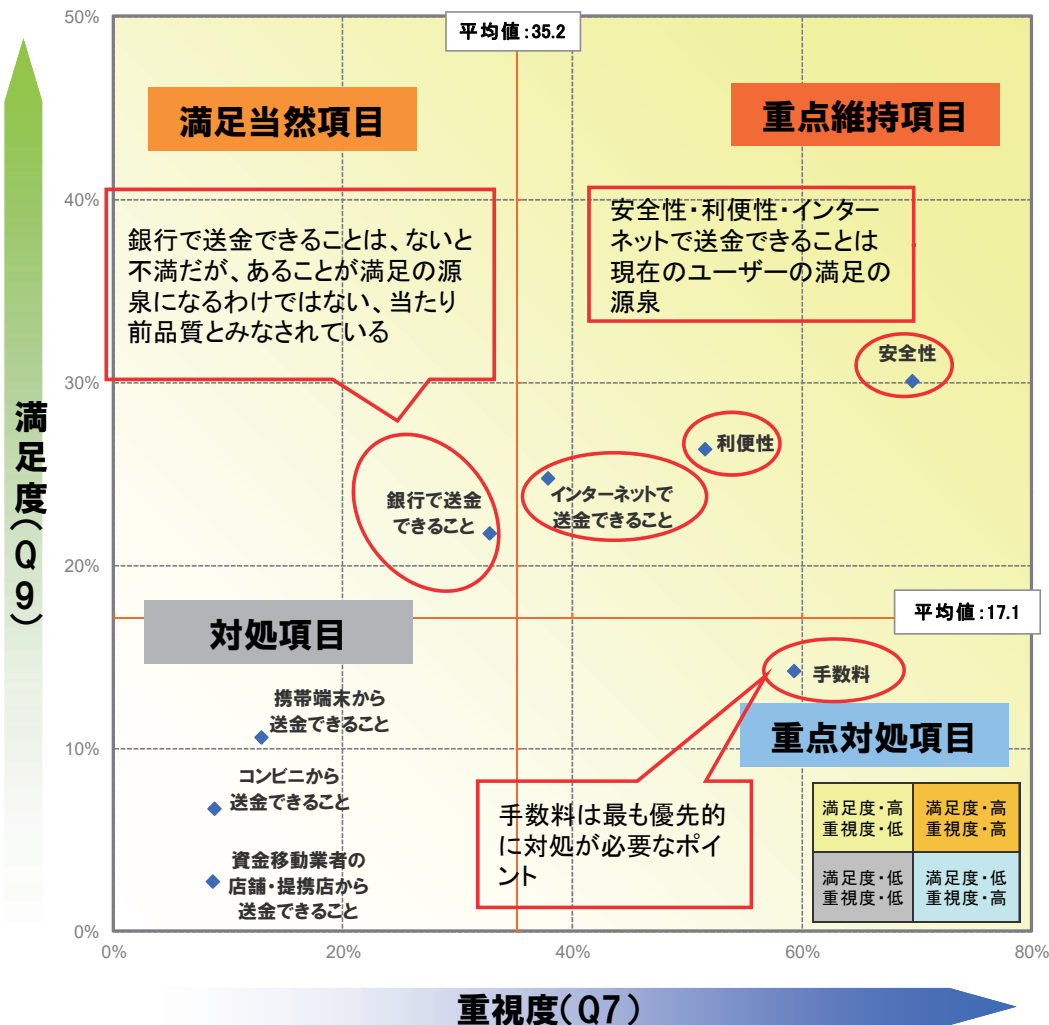 50%
平均値:35.2
満足当然項目
重点維持項目
40%
銀行で送金できることは、ないと
不満だが、あることが満足の源
泉になるわけではない、当たり
前品質とみなされている
安全性・利便性・インター
ネットで送金できることは
現在のユーザーの満足の
源泉
安全性
30%
満足度(Q9)
利便性
銀行で送金
できること
インターネットで
送金できること
20%
平均値:17.1
対処項目
手数料
携帯端末から
送金できること
重点対処項目
10%
コンビニから
送金できること
手数料は最も優先的
に対処が必要なポイ
ント
満足度・高
重視度・低
満足度・高
重視度・高
資金移動業者の
店舗・提携店から
送金できること
満足度・低
重視度・低
満足度・低
重視度・高
0%
0%
20%
40%
60%
80%
重視度(Q7)